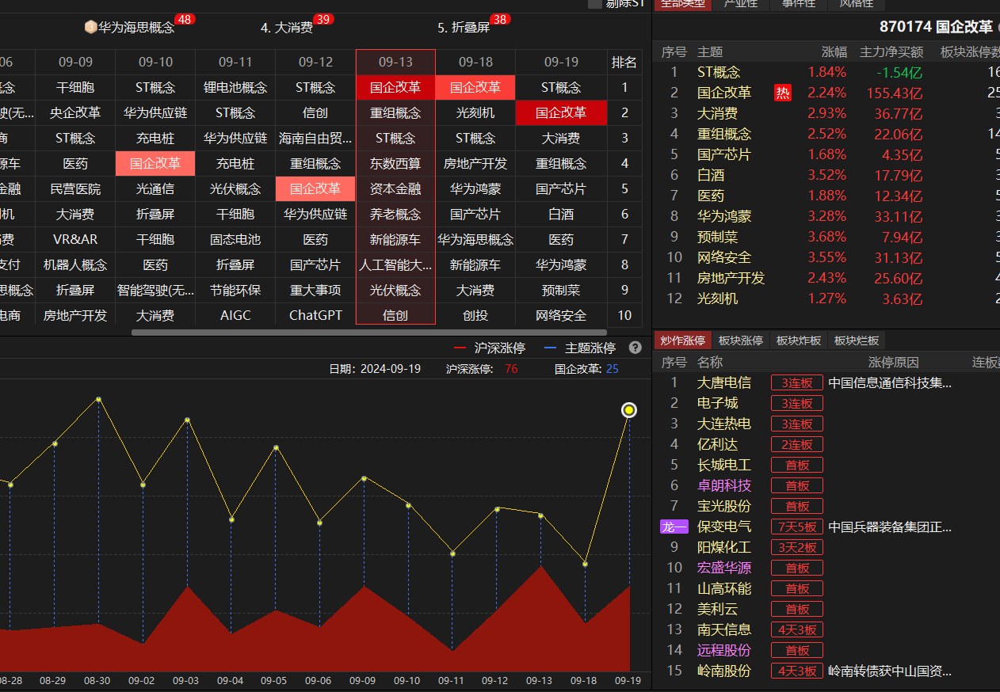 剔除ST
华为海思概念 48
4. 大消费 39
5. 折叠屏 38
06 09-09 09-10 09-11 09-12 09-13 09-18 09-19 排名
念 干细胞 ST概念 锂电池概念 ST概念 国企改革 国企改革 ST概念 1
驶(无... 央企改革 华为供应链 ST概念 信创 重组概念 光刻机 国企改革 2
商 ST概念 充电桩 华为供应链 海南自由贸... ST概念 ST概念 大消费 3
源车 医药 国企改革 充电桩 重组概念 东数西算 房地产开发 重组概念 4
金融 民营医院 光通信 光伏概念 国企改革 资本金融 华为鸿蒙 国产芯片 5
机 大消费 折叠屏 干细胞 华为供应链 养老概念 国产芯片 白酒 6
费 VR&AR 干细胞 固态电池 医药 新能源车 华为海思概念 医药 7
支付 机器人概念 医药 折叠屏 国产芯片 人工智能大... 新能源车 华为鸿蒙 8
思概念 折叠屏 智能驾驶(无... 节能环保 重大事项 光伏概念 大消费 预制菜 9
电商 房地产开发 大消费 AIGC ChatGPT 信创 创投 网络安全 10
沪深涨停 主题涨停 ?
日期: 2024-09-19 沪深涨停: 76 国企改革: 25
08-28 08-29 08-30 09-02 09-03 09-04 09-05 09-06 09-09 09-10 09-11 09-12 09-13 09-18 09-19
全部类型 产业性 事件性 风格性
870174 国企改革
序号 主题 涨幅 主力净买额 板块涨停数
1 ST概念 1.84% -1.54亿 16
2 国企改革 热 2.24% 155.43亿 25
3 大消费 2.93% 36.77亿
4 重组概念 2.52% 22.06亿 14
5 国产芯片 1.68% 4.35亿
6 白酒 3.52% 17.79亿
7 医药 1.88% 12.34亿
8 华为鸿蒙 3.28% 33.11亿
9 预制菜 3.68% 7.94亿
10 网络安全 3.55% 31.13亿
11 房地产开发 2.43% 25.60亿
12 光刻机 1.27% 3.63亿
炒作涨停 板块涨停 板块炸板 板块烂板
序号 名称 涨停原因 连板数
1 大唐电信 3连板 中国信息通信科技集...
2 电子城 3连板
3 大连热电 3连板
4 亿利达 2连板
5 长城电工 首板
6 卓朗科技 首板
7 宝光股份 首板
龙一 保变电气 7天5板 中国兵器装备集团正...
9 阳煤化工 3天2板
10 宏盛华源 首板
11 山高环能 首板
12 美利云 首板
13 南天信息 4天3板
14 远程股份 首板
15 岭南股份 4天3板 岭南转债获中山国资...